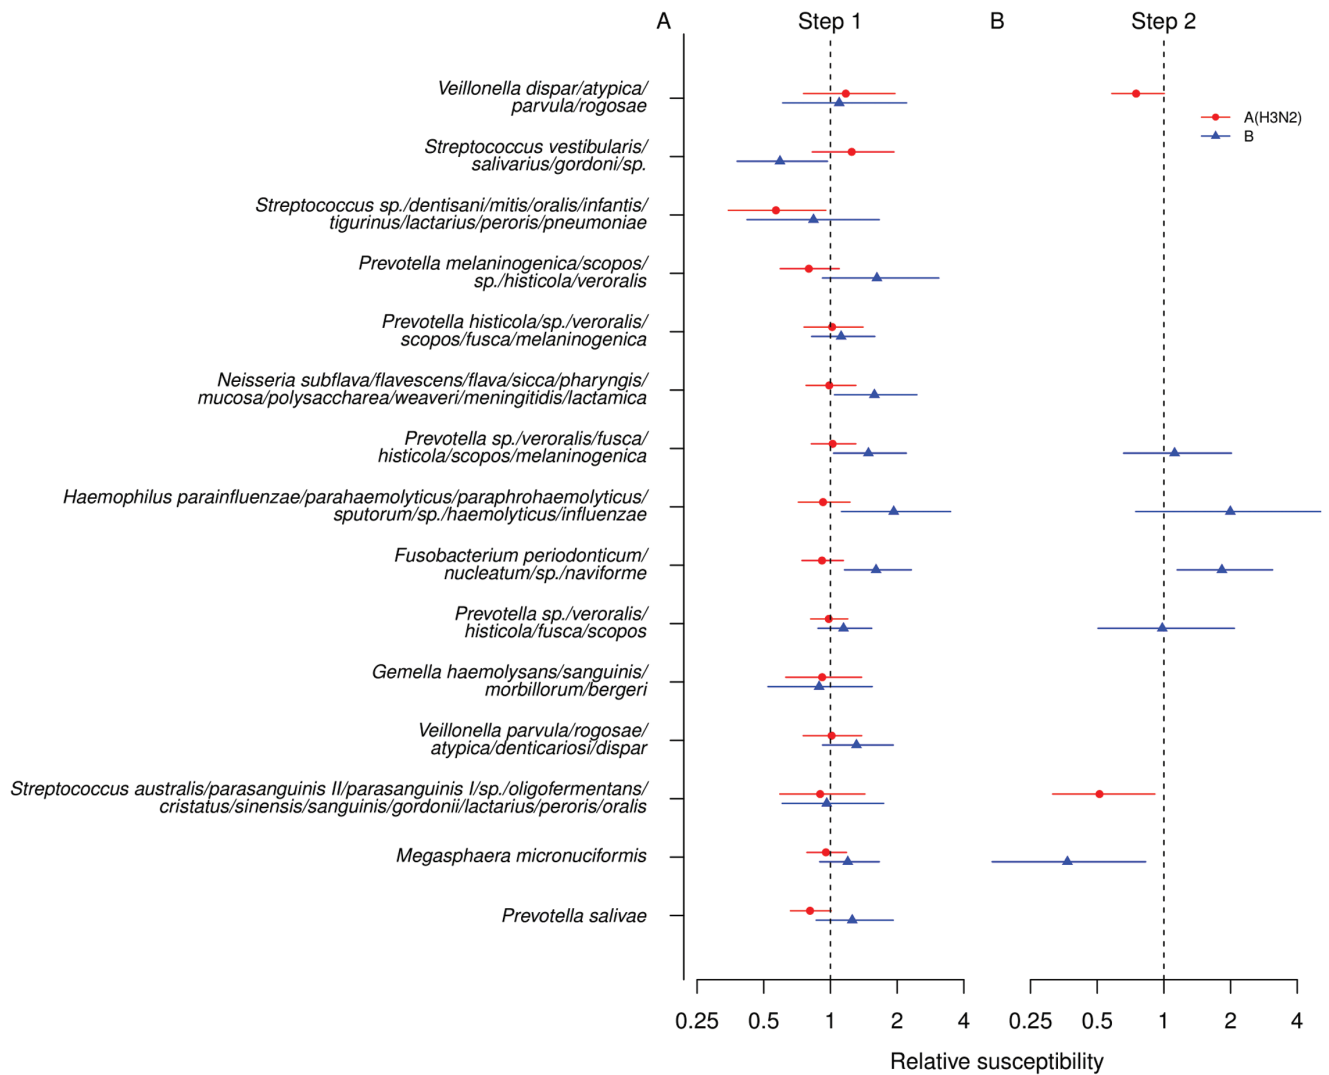 A
Step 1
B
Step 2
Veillonella dispar/atypica/
parvula/rogosae
A(H3N2)
B
Streptococcus vestibularis/
salivarius/gordoni/sp.
Streptococcus sp./dentisani/mitis/oralis/infantis/
tigurinus/lactarius/peroris/pneumoniae
Prevotella melaninogenica/scopos/
sp./histicola/veroralis
Prevotella histicola/sp./veroralis/
scopos/fusca/melaninogenica
Neisseria subflava/flavescens/flava/sicca/pharyngis/
mucosa/polysaccharea/weaveri/meningitidis/lactamica
Prevotella sp./veroralis/fusca/
histicola/scopos/melaninogenica
Haemophilus parainfluenzae/parahaemolyticus/paraphrohaemolyticus/
sputorum/sp./haemolyticus/influenzae
Fusobacterium periodonticum/
nucleatum/sp./naviforme
Prevotella sp./veroralis/
histicola/fusca/scopos
Gemella haemolysans/sanguinis/
morbillorum/bergeri
Veillonella parvula/rogosae/
atypica/denticariosi/dispar
Streptococcus australis/parasanguinis II/parasanguinis I/sp./oligofermentans/
cristatus/sinensis/sanguinis/gordonii/lactarius/peroris/oralis
Megasphaera micronuciformis
Prevotella salivae
0.25 0.5 1 2 4
0.25 0.5 1 2 4
Relative susceptibility